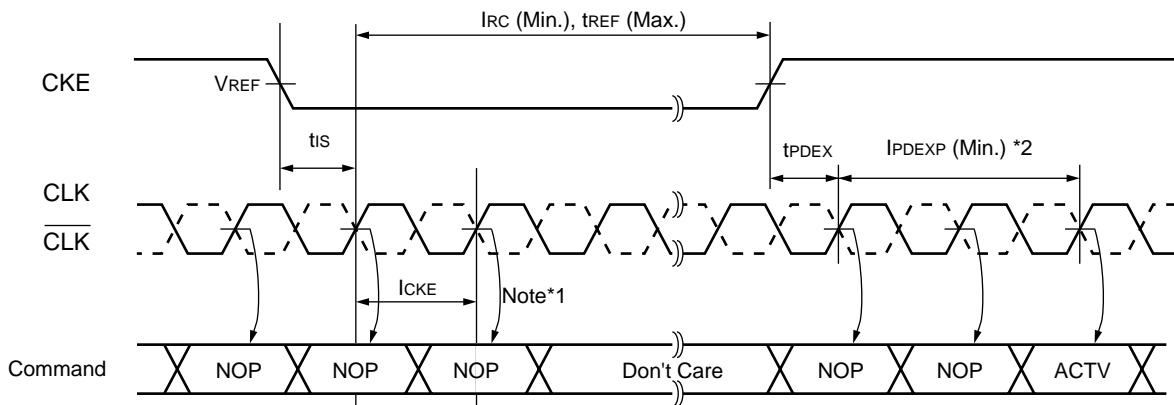 IRC (Min.), tREF (Max.)
CKE
VREF
tIS
tPDEX
IPDEXP (Min.) *2
CLK
CLK
ICKE
Note*1
Command
NOP
NOP
NOP
Don't Care
NOP
NOP
ACTV